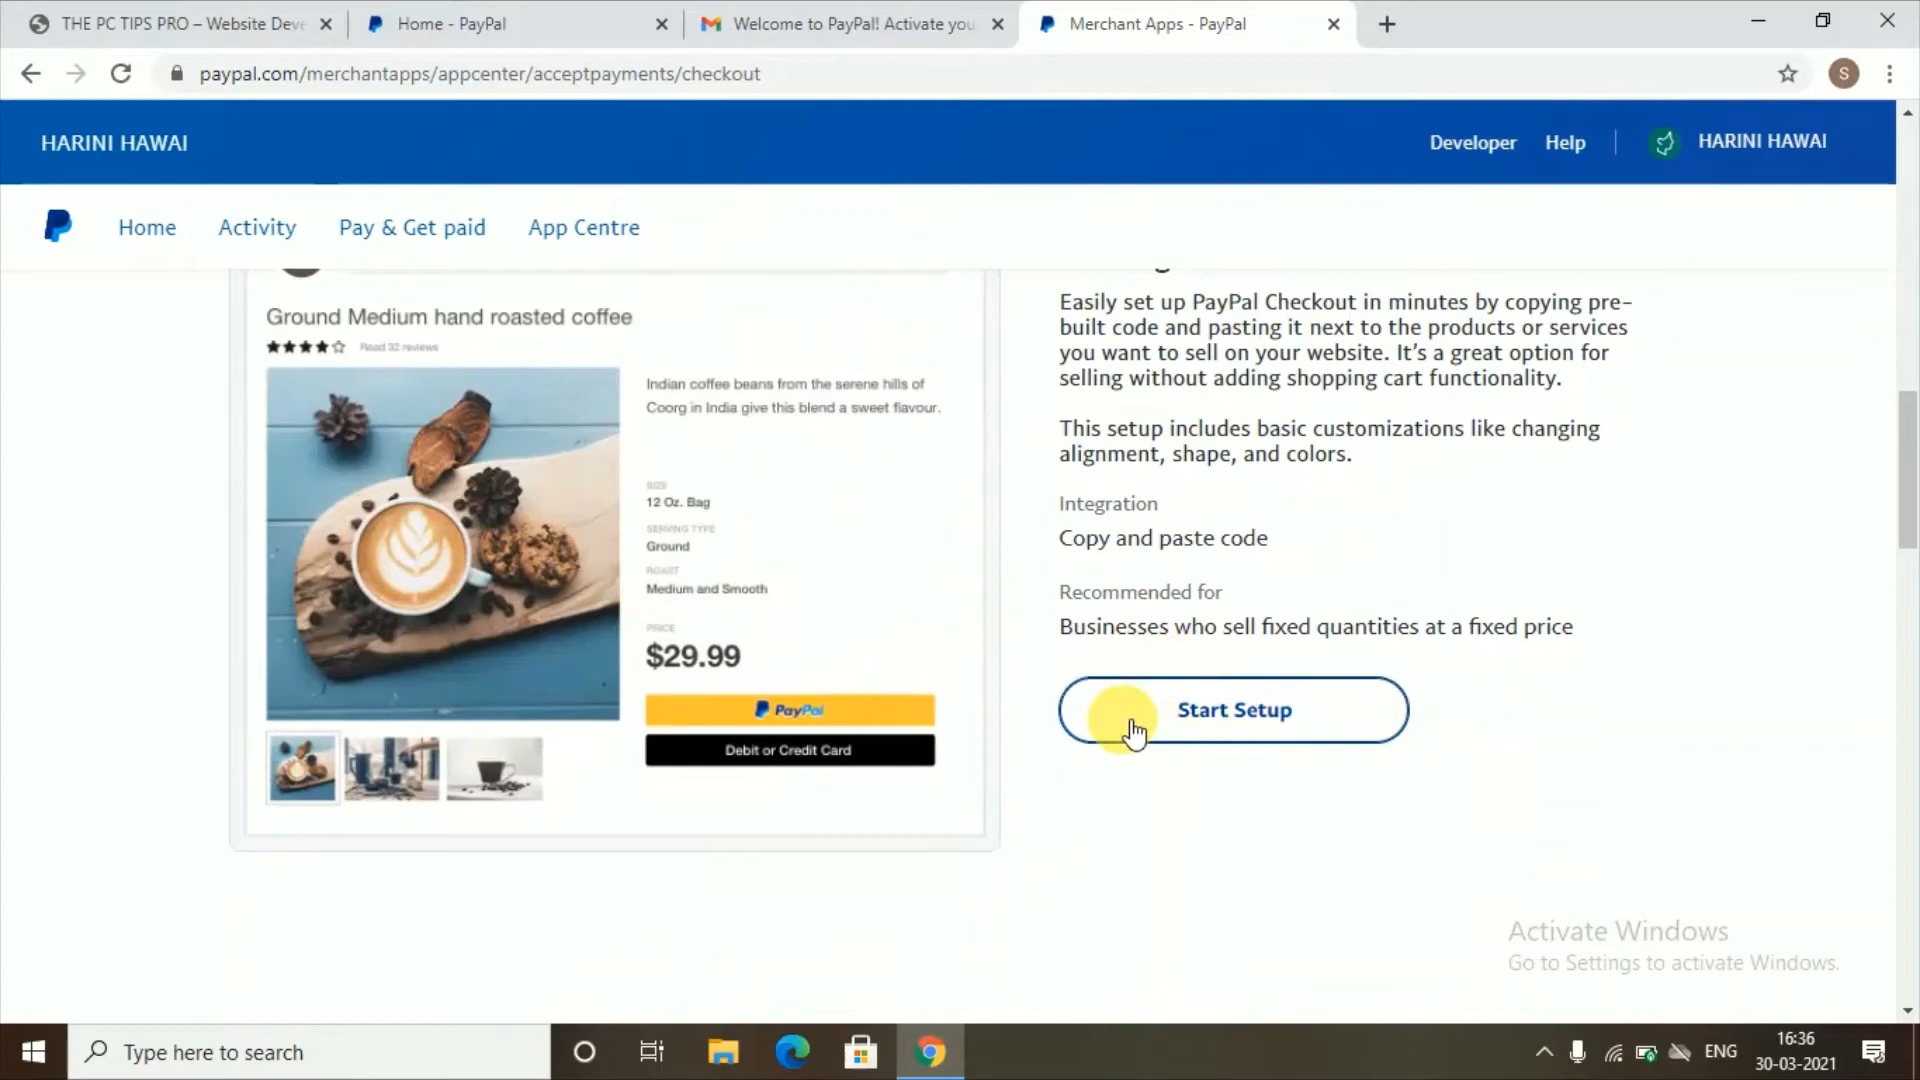 THE PC TIPS PRO – Website Deve
Home - PayPal
Welcome to PayPal! Activate you
Merchant Apps - PayPal
paypal.com/merchantapps/appcenter/acceptpayments/checkout
S
HARINI HAWAI
Developer
Help
HARINI HAWAI
Home
Activity
Pay & Get paid
App Centre
Ground Medium hand roasted coffee
Read 32 reviews
Indian coffee beans from the serene hills of
Coorg in India give this blend a sweet flavour.
SIZE
12 Oz. Bag
SERVING TYPE
Ground
ROAST
Medium and Smooth
PRICE
$29.99
PayPal
Debit or Credit Card
Easily set up PayPal Checkout in minutes by copying pre-
built code and pasting it next to the products or services
you want to sell on your website. It’s a great option for
selling without adding shopping cart functionality.
This setup includes basic customizations like changing
alignment, shape, and colors.
Integration
Copy and paste code
Recommended for
Businesses who sell fixed quantities at a fixed price
Start Setup
Activate Windows
Go to Settings to activate Windows.
Type here to search
ENG
16:36
30-03-2021